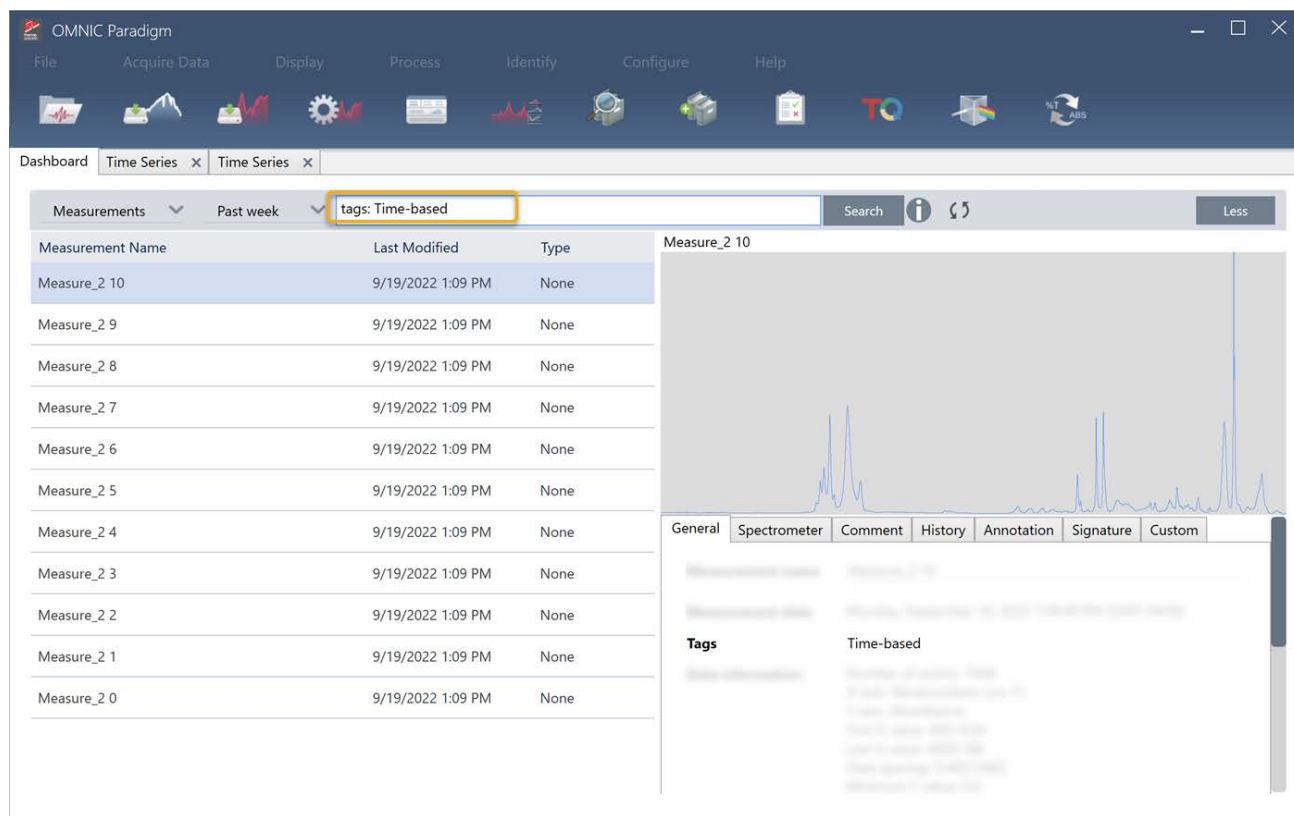 OMNIC Paradigm
File Acquire Data Display Process Identify Configure Help
TQ %T ABS
Dashboard Time Series Time Series
Measurements Past week tags: Time-based Search Less
Measurement Name Last Modified Type
Measure_2 10 9/19/2022 1:09 PM None
Measure_2 9 9/19/2022 1:09 PM None
Measure_2 8 9/19/2022 1:09 PM None
Measure_2 7 9/19/2022 1:09 PM None
Measure_2 6 9/19/2022 1:09 PM None
Measure_2 5 9/19/2022 1:09 PM None
Measure_2 4 9/19/2022 1:09 PM None
Measure_2 3 9/19/2022 1:09 PM None
Measure_2 2 9/19/2022 1:09 PM None
Measure_2 1 9/19/2022 1:09 PM None
Measure_2 0 9/19/2022 1:09 PM None
Measure_2 10
General Spectrometer Comment History Annotation Signature Custom
Tags Time-based